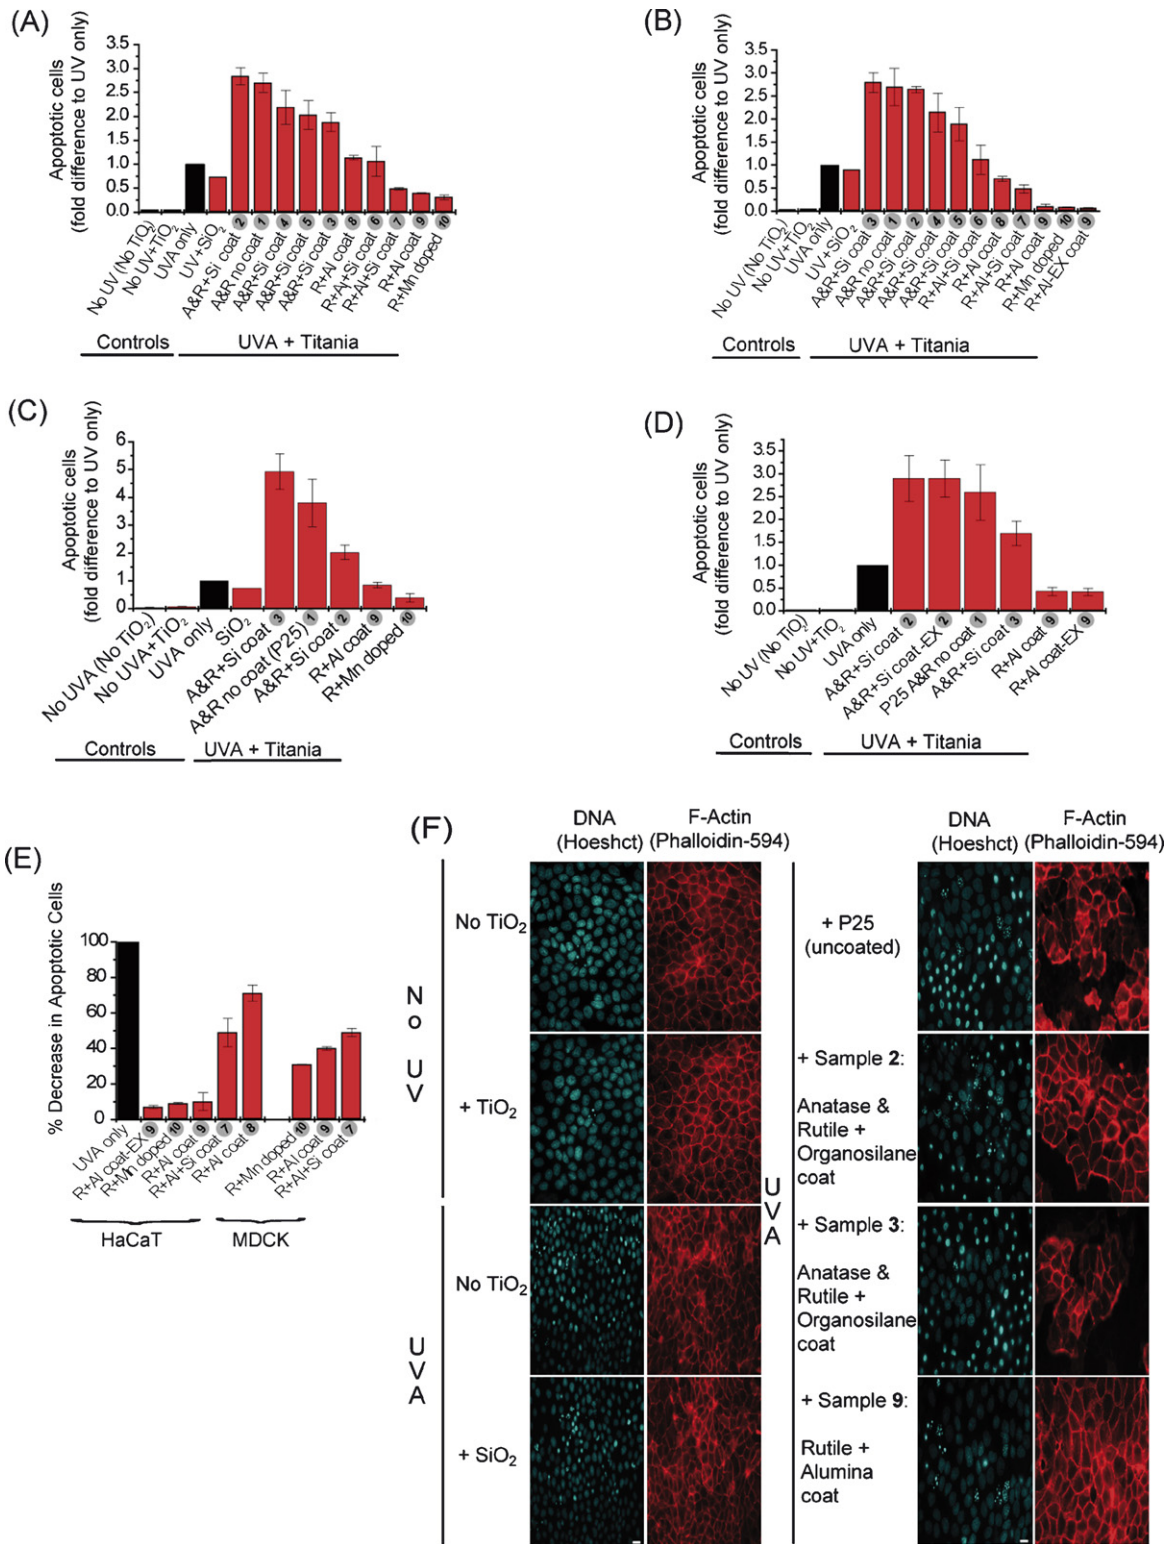 (A)
Apoptotic cells
(fold difference to UV only)
3.5
3.0
2.5
2.0
1.5
1.0
0.5
0.0
No UV (No TiO2)
No UV+TiO2
UVA only
UV+SiO2
A&R+Si coat 2
A&R no coat 1
A&R+Si coat 4
A&R+Si coat 5
A&R+Si coat 3
R+Al coat 8
R+Al+Si coat 6
R+Al+Si coat 7
R+Al coat 9
R+Mn doped 10
Controls
UVA + Titania
(B)
Apoptotic cells
(fold difference to UV only)
3.5
3.0
2.5
2.0
1.5
1.0
0.5
0.0
No UV (No TiO2)
No UV+TiO2
UVA only
UV+SiO2
A&R+Si coat 3
A&R no coat 1
A&R+Si coat 2
A&R+Si coat 4
A&R+Si coat 5
R+Al+Si coat 6
R+Al coat 8
R+Al+Si coat 7
R+Al coat 9
R+Mn doped 10
R+Al-EX coat 9
Controls
UVA + Titania
(C)
Apoptotic cells
(fold difference to UV only)
6
5
4
3
2
1
0
No UVA (No TiO2)
No UVA+TiO2
UVA only
SiO2
A&R+Si coat 3
A&R no coat (P25) 1
A&R+Si coat 2
R+Al coat 9
R+Mn doped 10
Controls
UVA + Titania
(D)
Apoptotic cells
(fold difference to UV only)
3.5
3.0
2.5
2.0
1.5
1.0
0.5
0.0
No UV (No TiO2)
No UV+TiO2
UVA only
A&R+Si coat 2
A&R+Si coat-EX 2
P25 A&R no coat 1
A&R+Si coat 3
R+Al coat 9
R+Al coat-EX 9
Controls
UVA + Titania
(E)
% Decrease in Apoptotic Cells
100
80
60
40
20
0
UVA only
R+Al coat-EX 9
R+Mn doped 10
R+Al coat 9
R+Al+Si coat 7
R+Al coat 8
R+Mn doped 10
R+Al coat 9
R+Al+Si coat 7
HaCaT
MDCK
(F)
DNA
(Hoeshct)
F-Actin
(Phalloidin-594)
No UV
No TiO2
+ TiO2
UVA
No TiO2
+ SiO2
DNA
(Hoeshct)
F-Actin
(Phalloidin-594)
UVA
+ P25
(uncoated)
+ Sample 2:
Anatase &
Rutile +
Organosilane
coat
+ Sample 3:
Anatase &
Rutile +
Organosilane
coat
+ Sample 9:
Rutile +
Alumina
coat